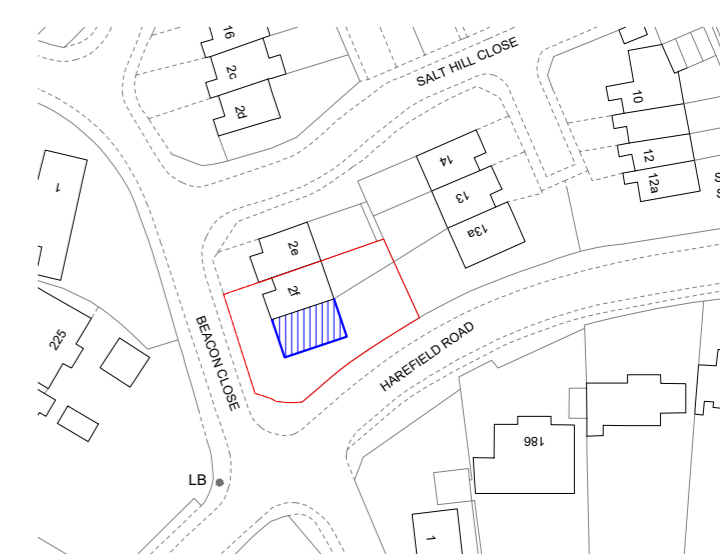 16
2c
2d
SALT HILL CLOSE
10
12
12a
14
13
13a
1
2e
2f
225
BEACON CLOSE
HAREFIELD ROAD
186
LB
1